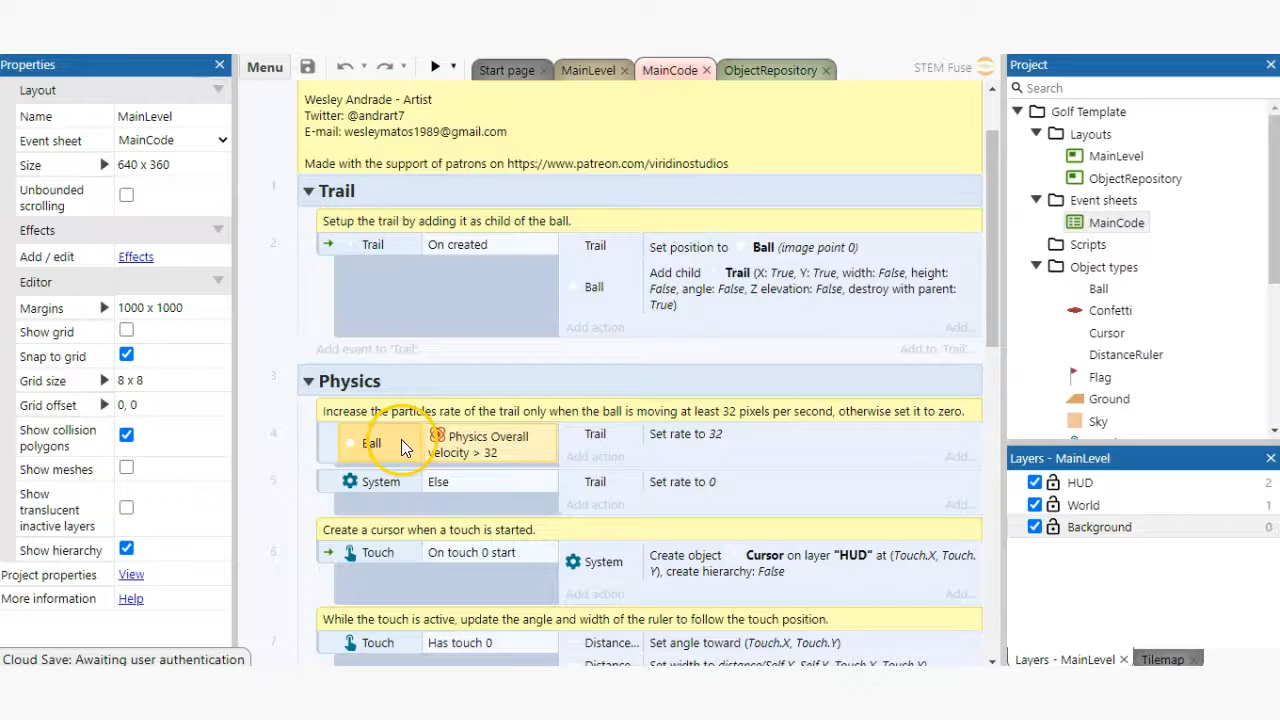 Properties
Layout
Name MainLevel
Event sheet MainCode
Size 640 x 360
Unbounded
scrolling
Effects
Add / edit Effects
Editor
Margins 1000 x 1000
Show grid
Snap to grid
Grid size 8 x 8
Grid offset 0, 0
Show collision
polygons
Show meshes
Show
translucent
inactive layers
Show hierarchy
Project properties View
More information Help
Cloud Save: Awaiting user authentication
Menu
Start page
MainLevel
MainCode
ObjectRepository
STEM Fuse
Wesley Andrade - Artist
Twitter: @andrart7
E-mail: wesleymatos1989@gmail.com
Made with the support of patrons on https://www.patreon.com/viridinostudios
1 Trail
Setup the trail by adding it as child of the ball.
2 Trail On created
Trail Set position to Ball (image point 0)
Ball Add child Trail (X: True, Y: True, width: False, height:
False, angle: False, Z elevation: False, destroy with parent:
True)
Add action Add...
Add event to 'Trail'... Add to 'Trail'...
3 Physics
Increase the particles rate of the trail only when the ball is moving at least 32 pixels per second, otherwise set it to zero.
4 Ball Physics Overall
velocity > 32
Trail Set rate to 32
Add action Add...
5 System Else Trail Set rate to 0
Add action Add...
Create a cursor when a touch is started.
6 Touch On touch 0 start
System Create object Cursor on layer "HUD" at (Touch.X, Touch.
Y), create hierarchy: False
Add action Add...
While the touch is active, update the angle and width of the ruler to follow the touch position.
7 Touch Has touch 0 Distance... Set angle toward (Touch.X, Touch.Y)
Distance... Set width to distance(Self.X, Self.Y, Touch.X, Touch.Y)
Project
Search
Golf Template
Layouts
MainLevel
ObjectRepository
Event sheets
MainCode
Scripts
Object types
Ball
Confetti
Cursor
DistanceRuler
Flag
Ground
Sky
Layers - MainLevel
HUD 2
World 1
Background 0
Layers - MainLevel
Tilemap